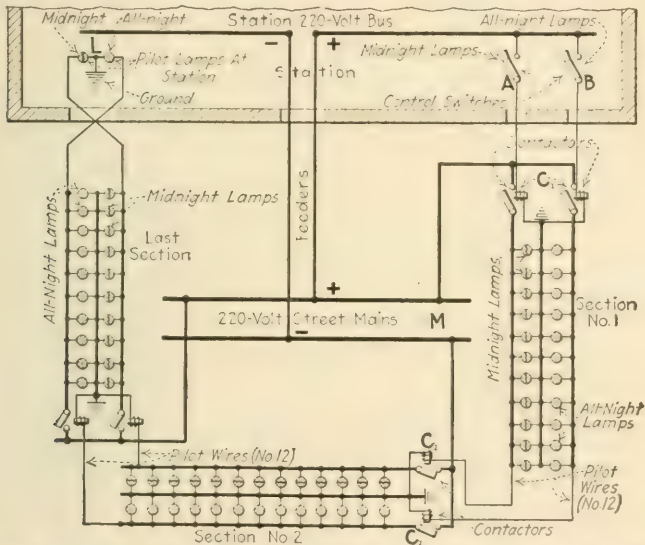 Midnight All-night
Station 220-Volt Bus
All-night Lamps
L
Pilot Lamps At
Station
Ground
- +
Midnight Lamps
Station
A
B
Control Switches
Contactors
C1
All-Night Lamps
Midnight Lamps
Last
Section
Feeders
Midnight Lamps
Section
No.1
+
220-Volt Street Mains
M
-
All-Night
Lamps
Pilot Wires (No.12)
C2
Pilot
Wires
(No.12)
Section No 2
Contactors